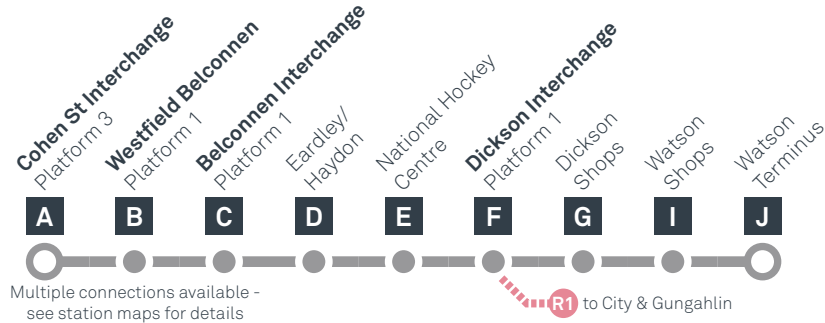 Cohen St Interchange
Platform 3
Westfield Belconnen
Platform 1
Belconnen Interchange
Platform 1
Eardley/
Haydon
National Hockey
Centre
Dickson Interchange
Platform 1
Dickson
Shops
Watson
Shops
Watson
Terminus
A
B
C
D
E
F
G
I
J
Multiple connections available -
see station maps for details
R1 to City & Gungahlin